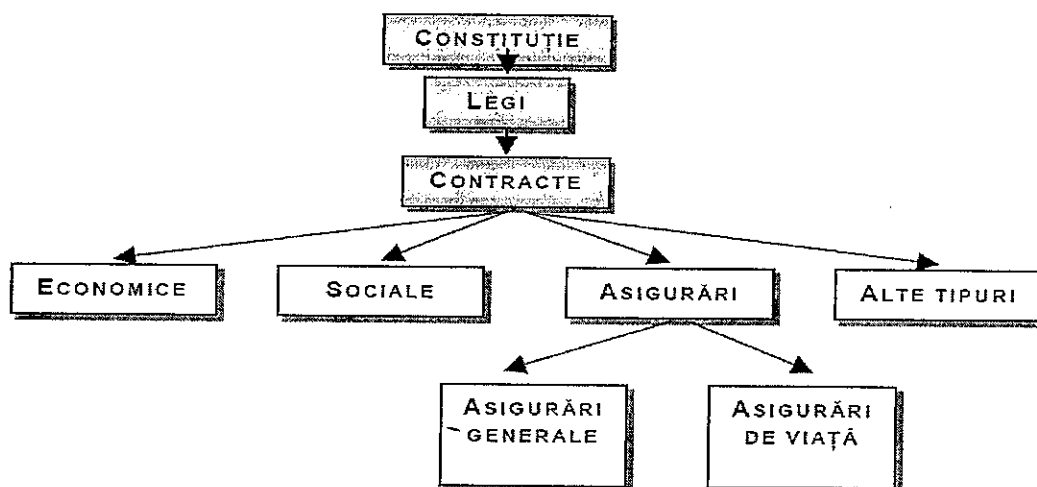 CONSTITUȚIE
LEGI
CONTRACTE
ECONOMICE
SOCIALE
ASIGURĂRI
ALTE TIPURI
ASIGURĂRI
GENERALE
ASIGURĂRI
DE VIAȚĂ